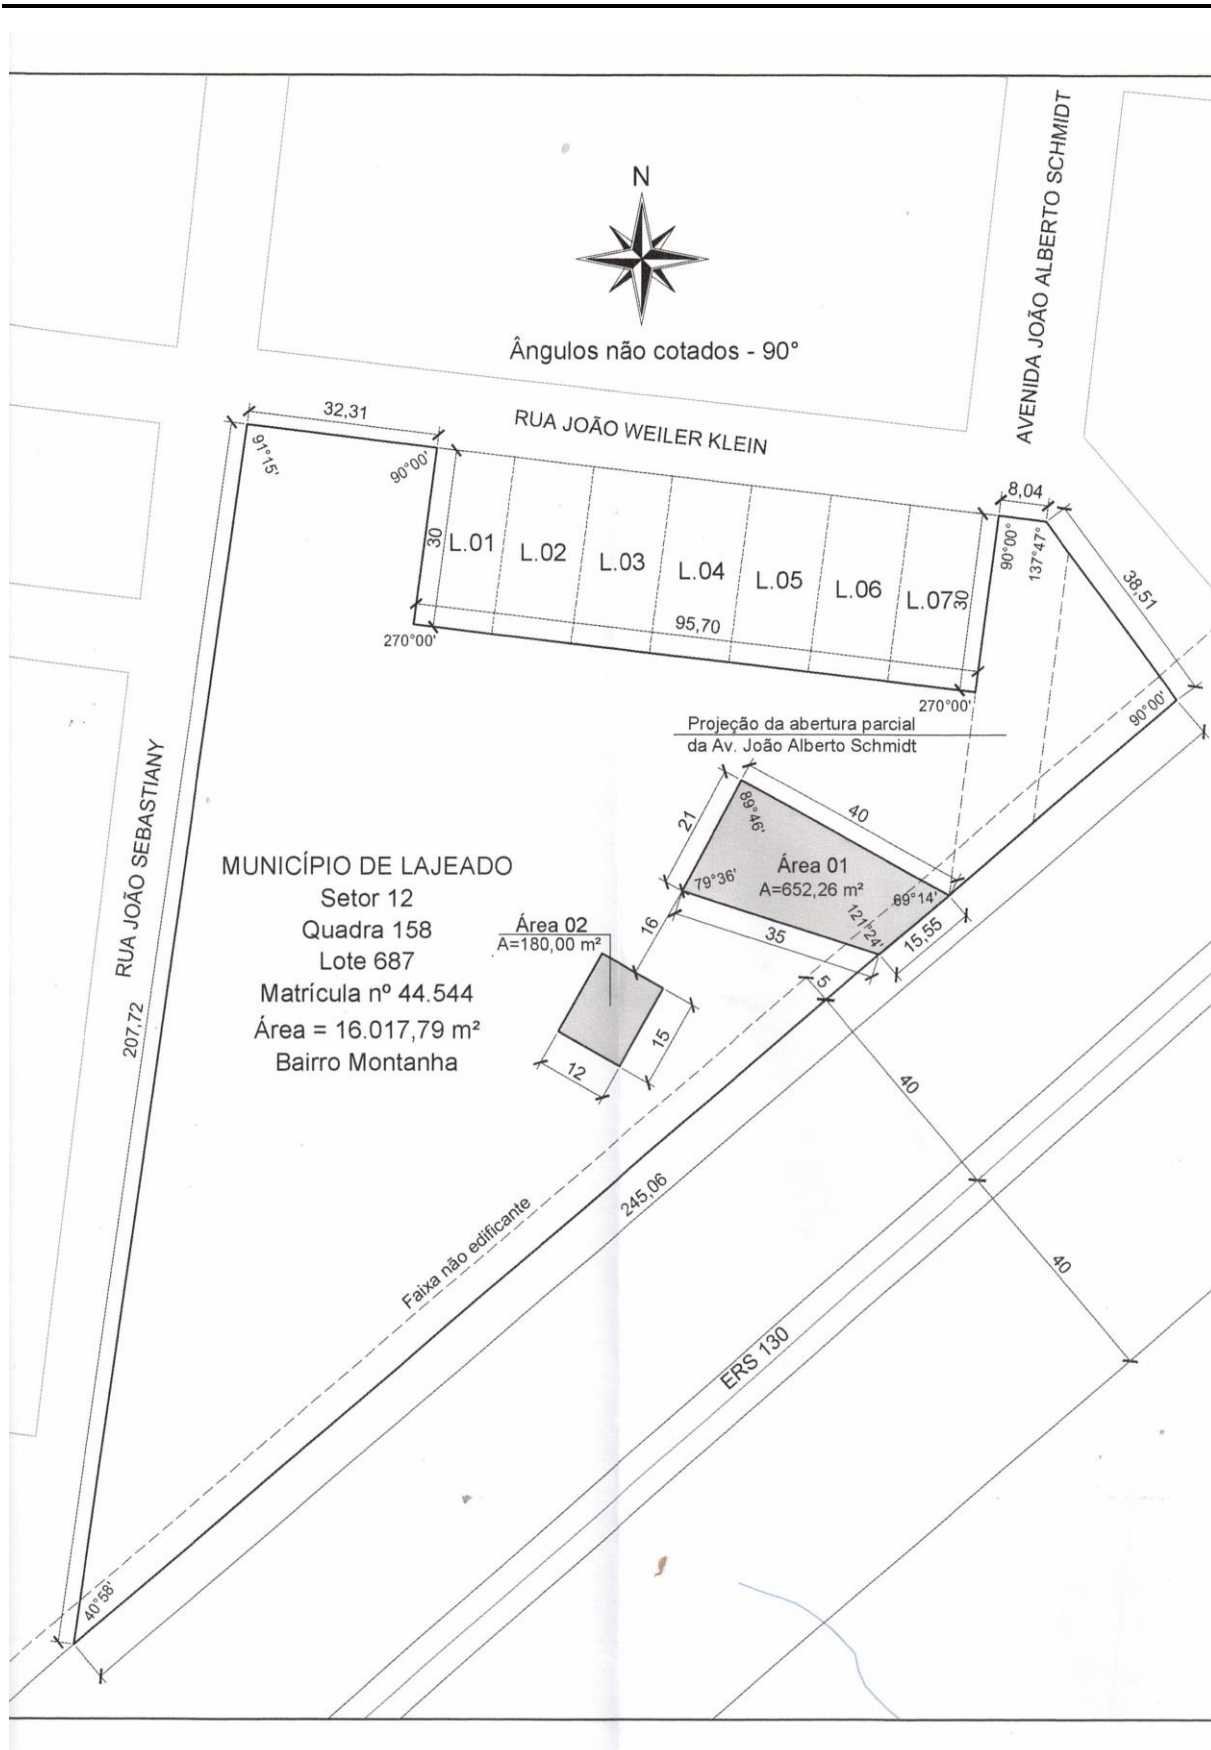 N
Ângulos não cotados - 90°
AVENIDA JOÃO ALBERTO SCHMIDT
RUA JOÃO WEILER KLEIN
32,31
91°15'
90°00'
30
L.01
L.02
L.03
L.04
L.05
L.06
L.07
30
95,70
270°00'
270°00'
8,04
90°00°
137°47°
38,51
90°00'
Projeção da abertura parcial
da Av. João Alberto Schmidt
21
89°46'
40
Área 01
A=652,26 m²
79°36'
69°14'
121°24'
35
15,55
16
5
Área 02
A=180,00 m²
15
12
MUNICÍPIO DE LAJEADO
Setor 12
Quadra 158
Lote 687
Matrícula nº 44.544
Área = 16.017,79 m²
Bairro Montanha
RUA JOÃO SEBASTIANY
207,72
40
40
245,06
Faixa não edificante
ERS 130
40°58'